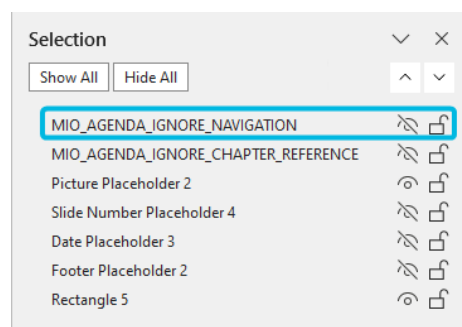 Selection
Show All Hide All
MIO_AGENDA_IGNORE_NAVIGATION
MIO_AGENDA_IGNORE_CHAPTER_REFERENCE
Picture Placeholder 2
Slide Number Placeholder 4
Date Placeholder 3
Footer Placeholder 2
Rectangle 5